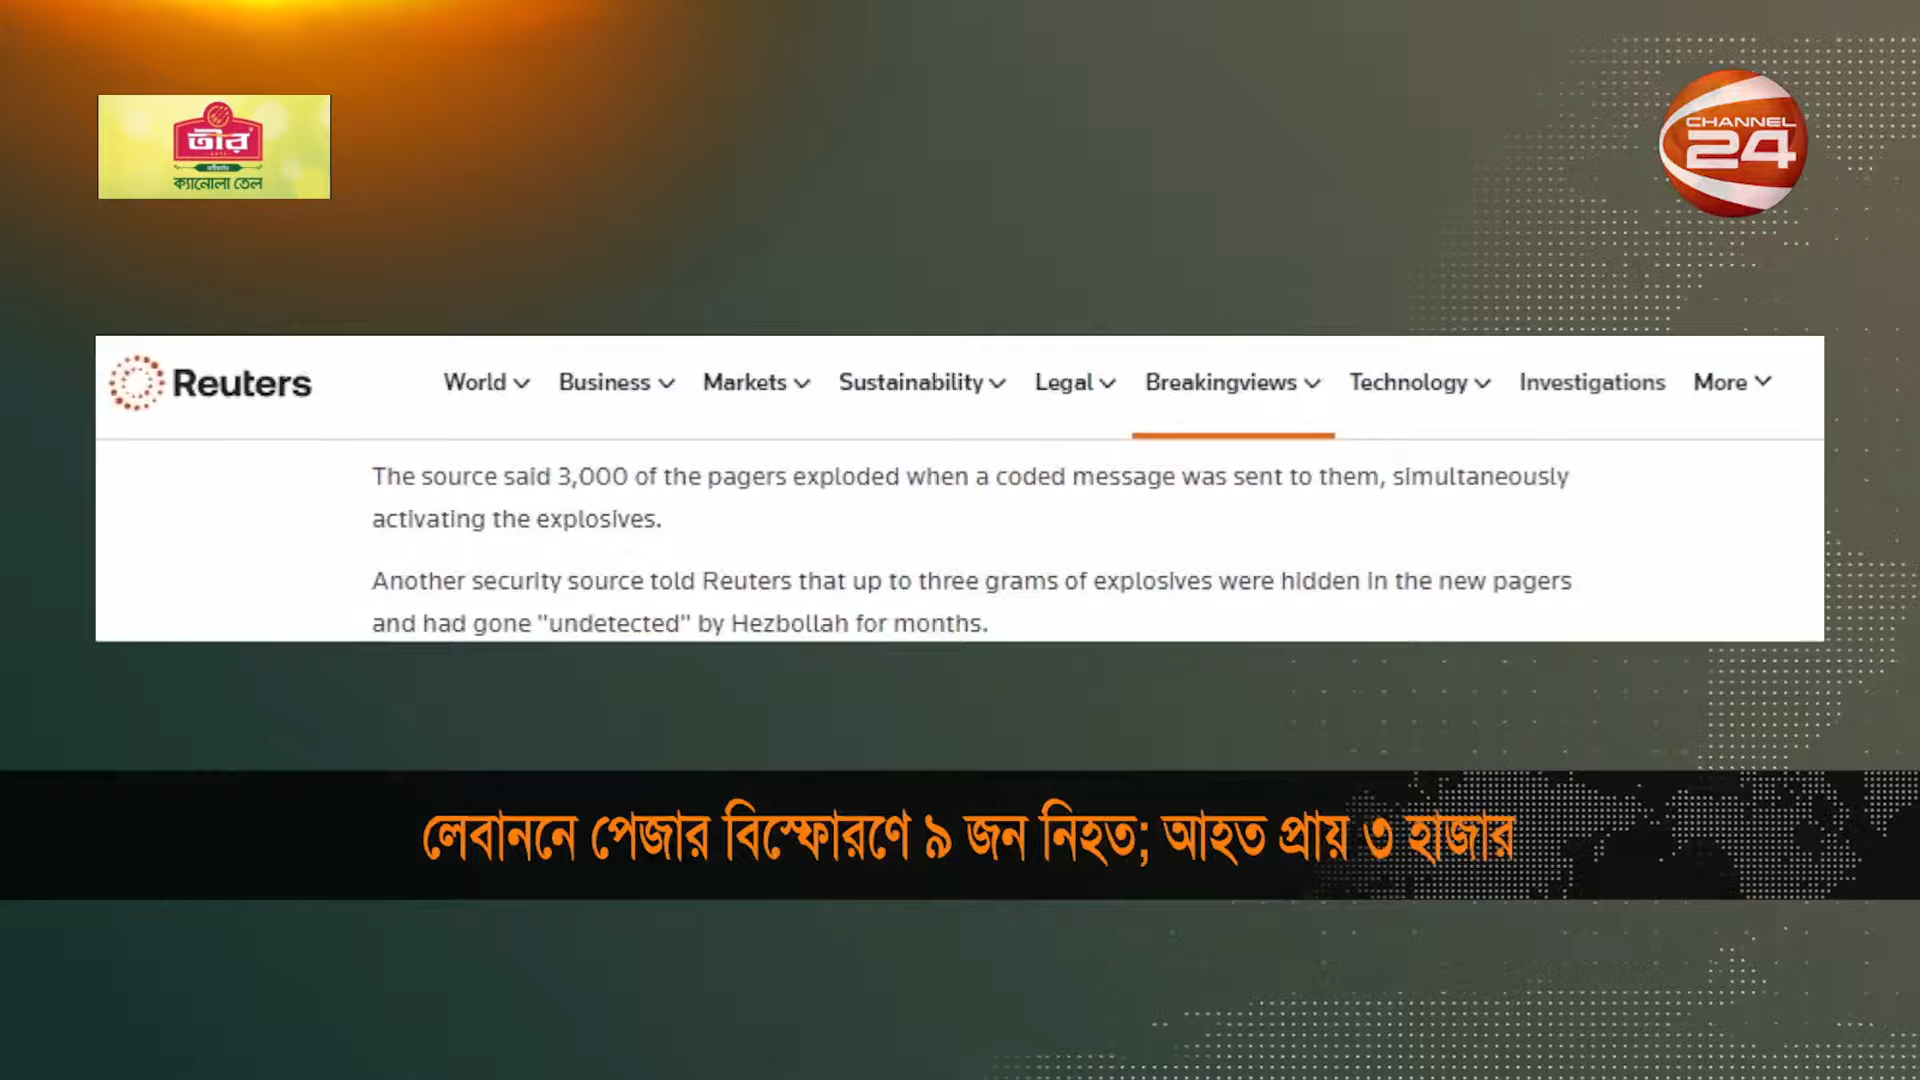 তীর
ক্যানোলা তেল
CHANNEL
24
Reuters
World Business Markets Sustainability Legal Breakingviews Technology Investigations More
The source said 3,000 of the pagers exploded when a coded message was sent to them, simultaneously
activating the explosives.
Another security source told Reuters that up to three grams of explosives were hidden in the new pagers
and had gone "undetected" by Hezbollah for months.
লেবাননে পেজার বিস্ফোরণে ৯ জন নিহত; আহত প্রায় ৩ হাজার